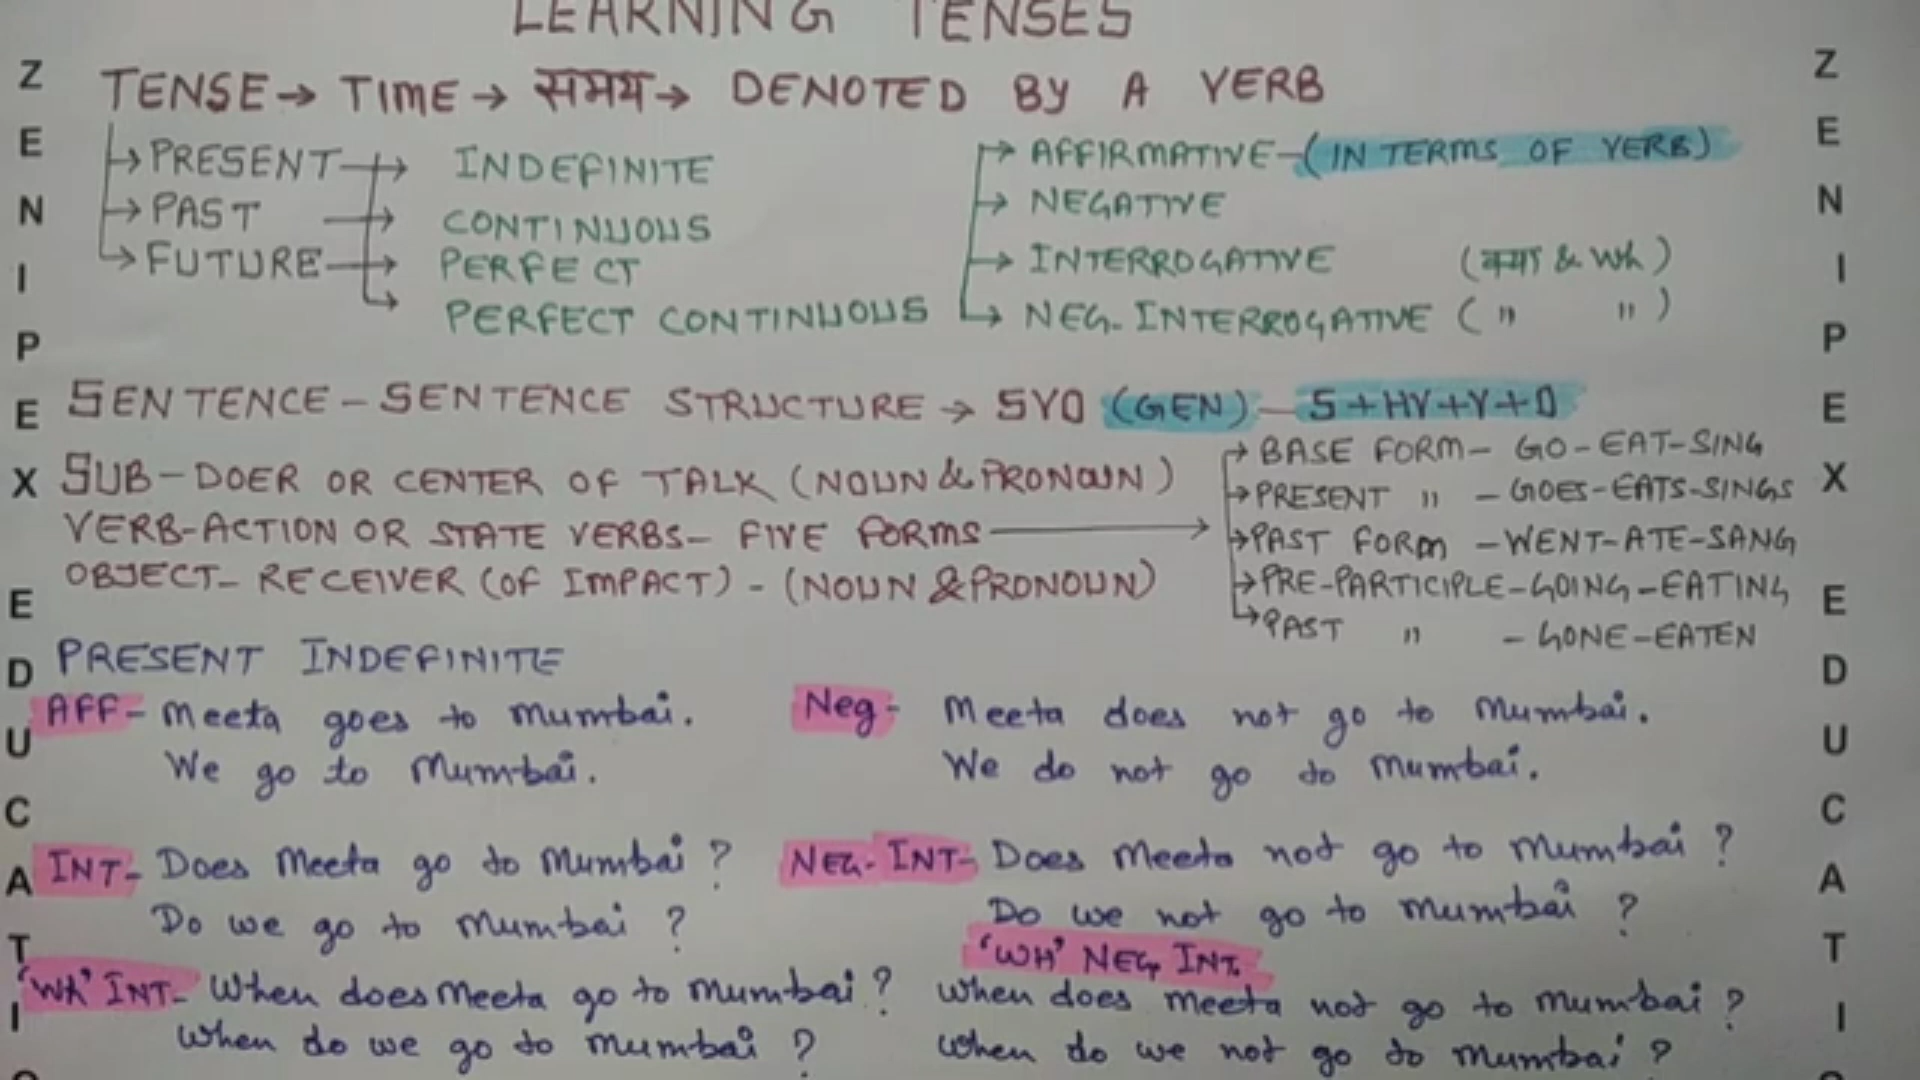 LEARNING TENSES
TENSE→ TIME→ समय→ DENOTED BY A VERB
PRESENT → INDEFINITE
PAST → CONTINUOUS
FUTURE → PERFECT
PERFECT CONTINUOUS
→ AFFIRMATIVE-(IN TERMS OF VERB)
→ NEGATIVE
→ INTERROGATIVE (क्या & Wh)
→ NEG. INTERROGATIVE ( " " )
SENTENCE - SENTENCE STRUCTURE → SVO (GEN) - S+HV+V+O
SUB-DOER OR CENTER OF TALK (NOUN & PRONOUN)
VERB-ACTION OR STATE VERBS- FIVE FORMS →
OBJECT- RECEIVER (OF IMPACT) - (NOUN & PRONOUN)
→ BASE FORM- GO-EAT-SING
→ PRESENT " - GOES-EATS-SINGS
→ PAST FORM - WENT-ATE-SANG
→ PRE-PARTICIPLE-GOING-EATING
→ PAST " - GONE-EATEN
PRESENT INDEFINITE
AFF- Meeta goes to Mumbai.
We go to Mumbai.
Neg- Meeta does not go to Mumbai.
We do not go to Mumbai.
INT- Does Meeta go to Mumbai ?
Do we go to Mumbai ?
NEG-INT- Does Meeta not go to Mumbai ?
Do we not go to Mumbai ?
'Wh' INT- When does Meeta go to Mumbai ?
When do we go to Mumbai ?
'WH' NEG INT.
When does Meeta not go to Mumbai ?
When do we not go to Mumbai ?
ZENIPEX EDUCATIO
ZENIPEX EDUCATIO